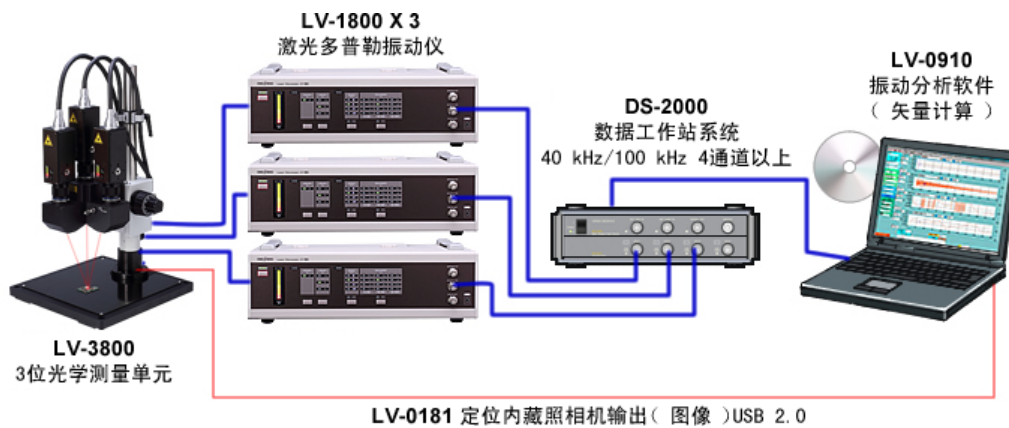 LV-1800 X 3
激光多普勒振动仪
LV-0910
振动分析软件
( 矢量计算 )
DS-2000
数据工作站系统
40 kHz/100 kHz 4通道以上
LV-3800
3位光学测量单元
LV-0181 定位内藏照相机输出( 图像 )USB 2.0